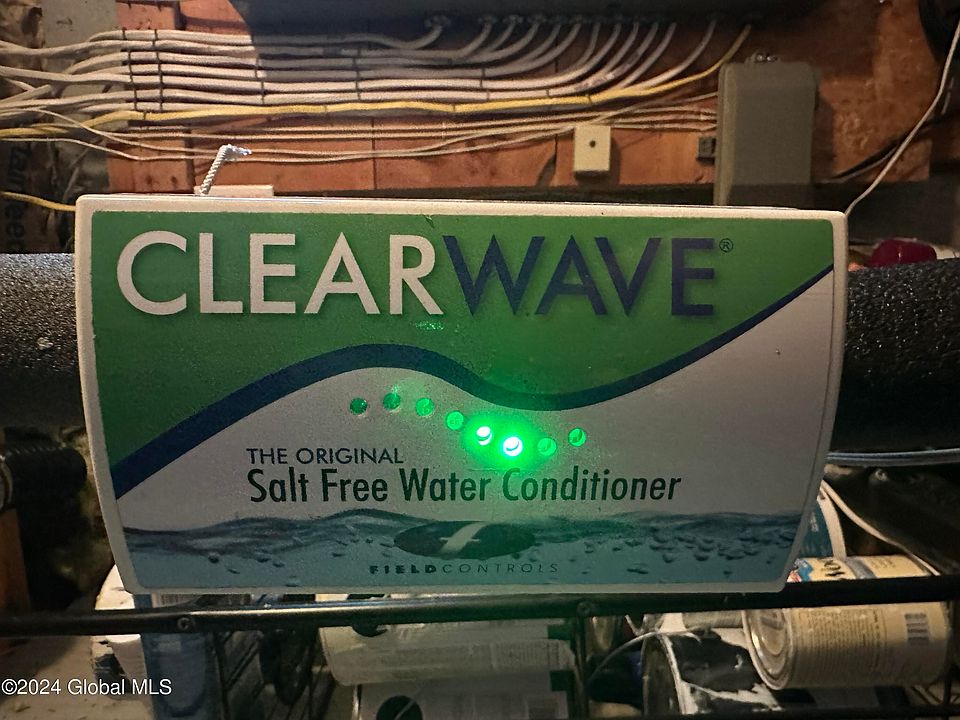 CLEARWAVE®
THE ORIGINAL
Salt Free Water Conditioner
f
FIELDCONTROLS
©2024 Global MLS